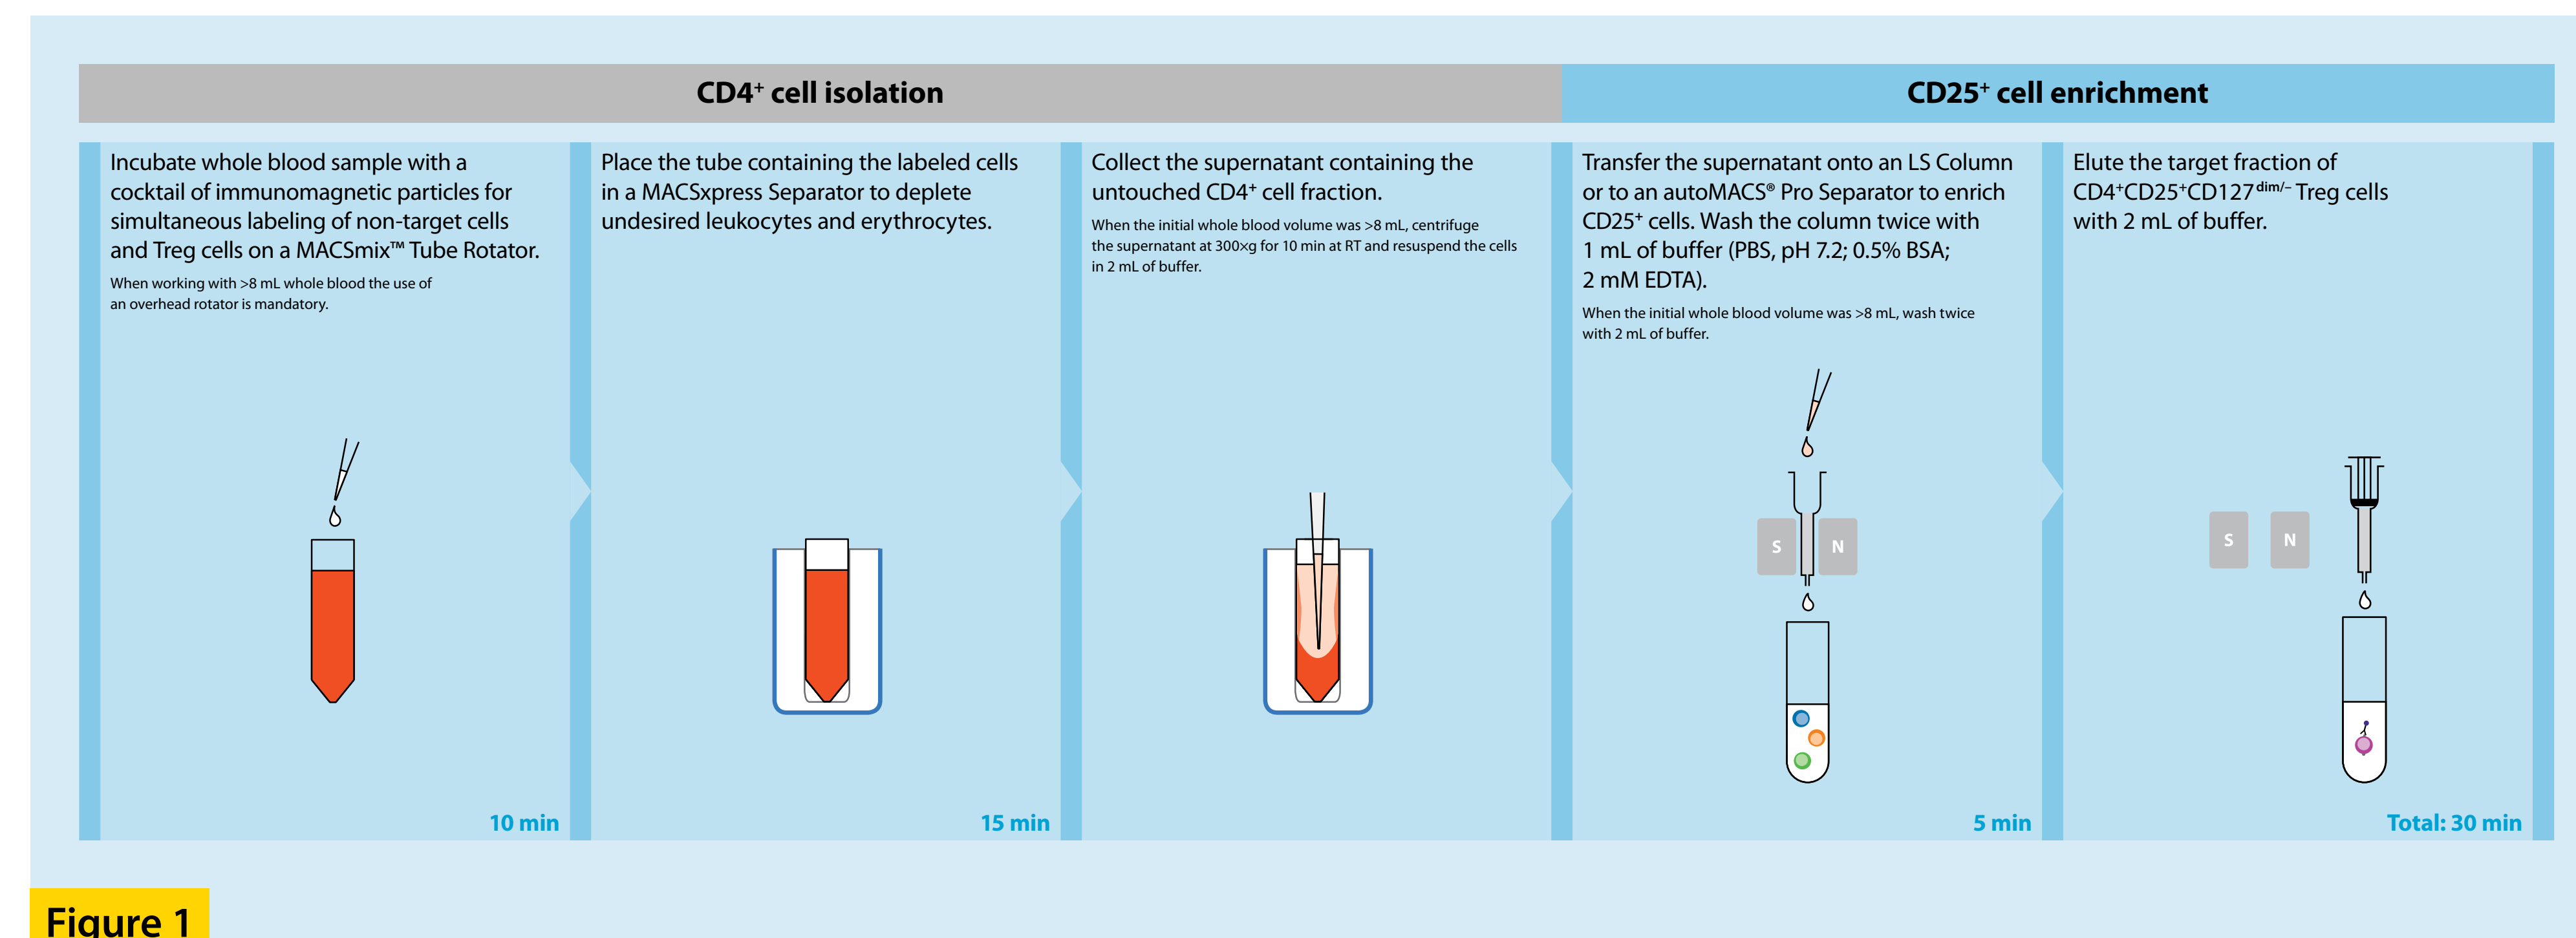 CD4⁺ cell isolation
CD25⁺ cell enrichment
Incubate whole blood sample with a
cocktail of immunomagnetic particles for
simultaneous labeling of non-target cells
and Treg cells on a MACSmix™ Tube Rotator.
When working with >8 mL whole blood the use of
an overhead rotator is mandatory.
10 min
Place the tube containing the labeled cells
in a MACSxpress Separator to deplete
undesired leukocytes and erythrocytes.
15 min
Collect the supernatant containing the
untouched CD4⁺ cell fraction.
When the initial whole blood volume was >8 mL, centrifuge
the supernatant at 300×g for 10 min at RT and resuspend the cells
in 2 mL of buffer.
Transfer the supernatant onto an LS Column
or to an autoMACS® Pro Separator to enrich
CD25⁺ cells. Wash the column twice with
1 mL of buffer (PBS, pH 7.2; 0.5% BSA;
2 mM EDTA).
When the initial whole blood volume was >8 mL, wash twice
with 2 mL of buffer.
S N
5 min
Elute the target fraction of
CD4⁺CD25⁺CD127 dim/– Treg cells
with 2 mL of buffer.
S N
Total: 30 min
Figure 1